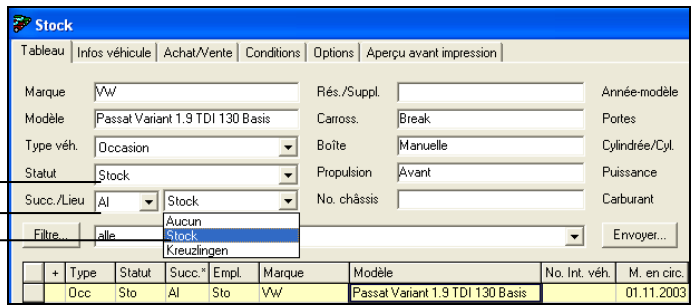 Stock
Tableau Infos véhicule Achat/Vente Conditions Options Aperçu avant impression
Marque VW Rés./Suppl. Année-modèle
Modèle Passat Variant 1.9 TDI 130 Basis Carross. Break Portes
Type véh. Occasion Boîte Manuelle Cylindrée/Cyl.
Statut Stock Propulsion Avant Puissance
Succ./Lieu Al Stock No. châssis Carburant
Aucun
Filtre... alle Stock Envoyer...
Kreuzlingen
+ Type Statut Succ.* Empl. Marque Modèle No. Int. véh. M. en circ.
Occ Sto Al Sto VW Passat Variant 1.9 TDI 130 Basis 01.11.2003